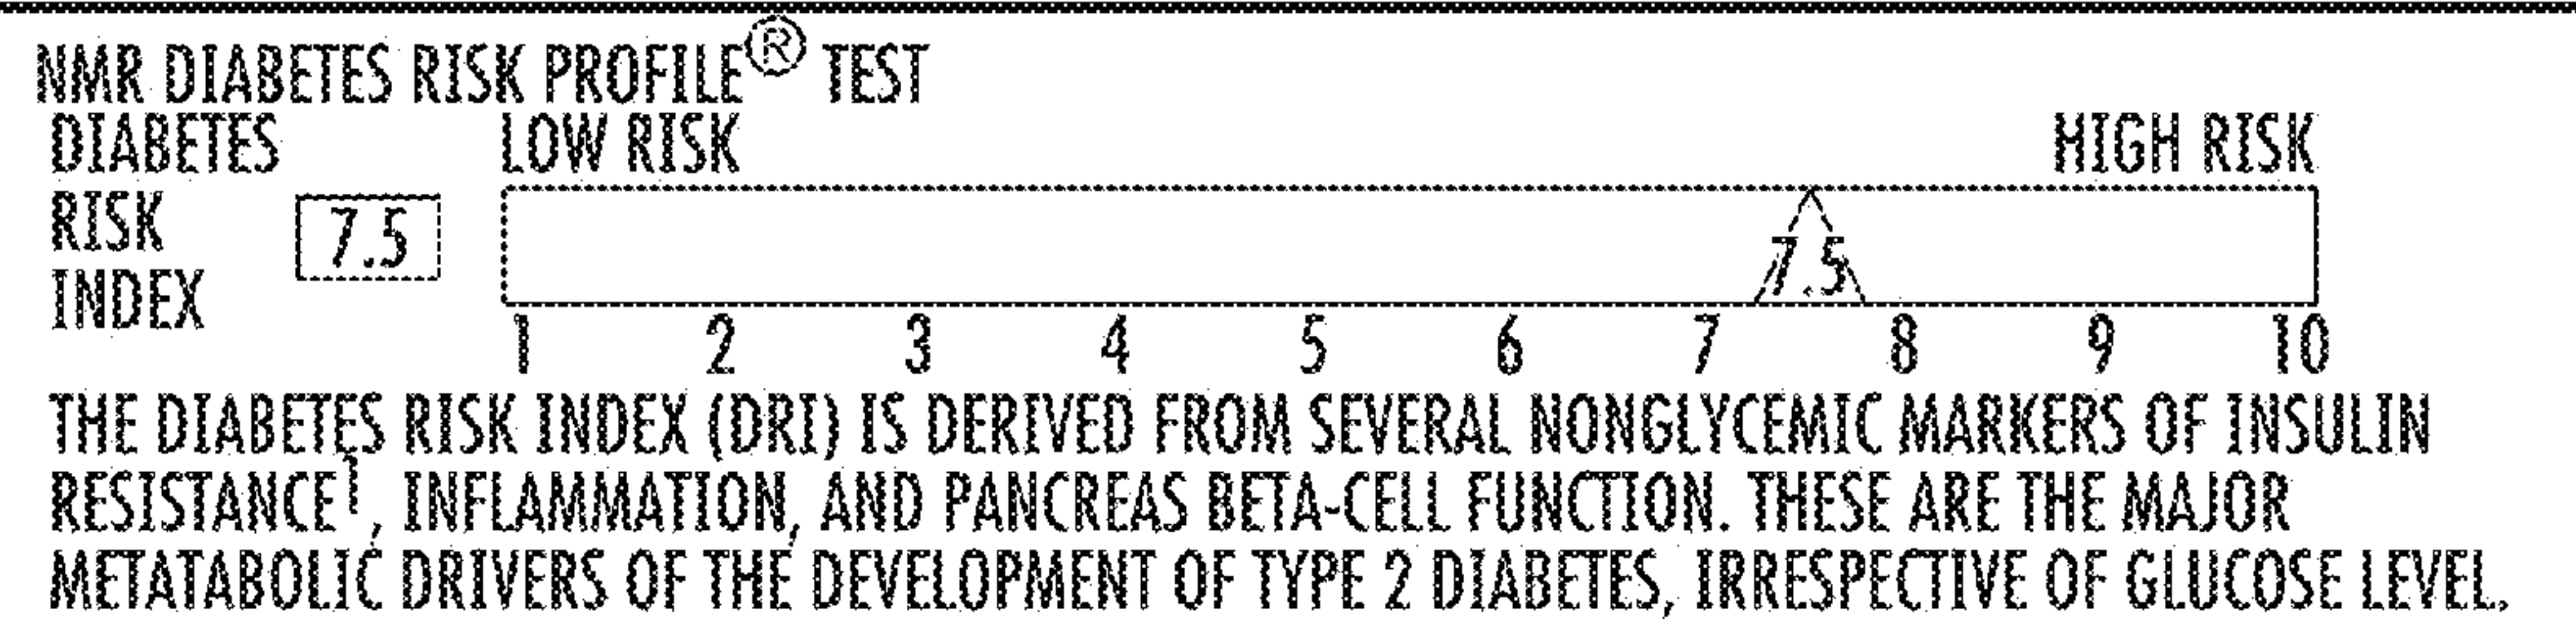 NMR DIABETES RISK PROFILE® TEST
DIABETES RISK INDEX
7.5
LOW RISK
HIGH RISK
7.5
1 2 3 4 5 6 7 8 9 10
THE DIABETES RISK INDEX (DRI) IS DERIVED FROM SEVERAL NONGLYCEMIC MARKERS OF INSULIN
RESISTANCE¹, INFLAMMATION, AND PANCREAS BETA-CELL FUNCTION. THESE ARE THE MAJOR
METATABOLIC DRIVERS OF THE DEVELOPMENT OF TYPE 2 DIABETES, IRRESPECTIVE OF GLUCOSE LEVEL.